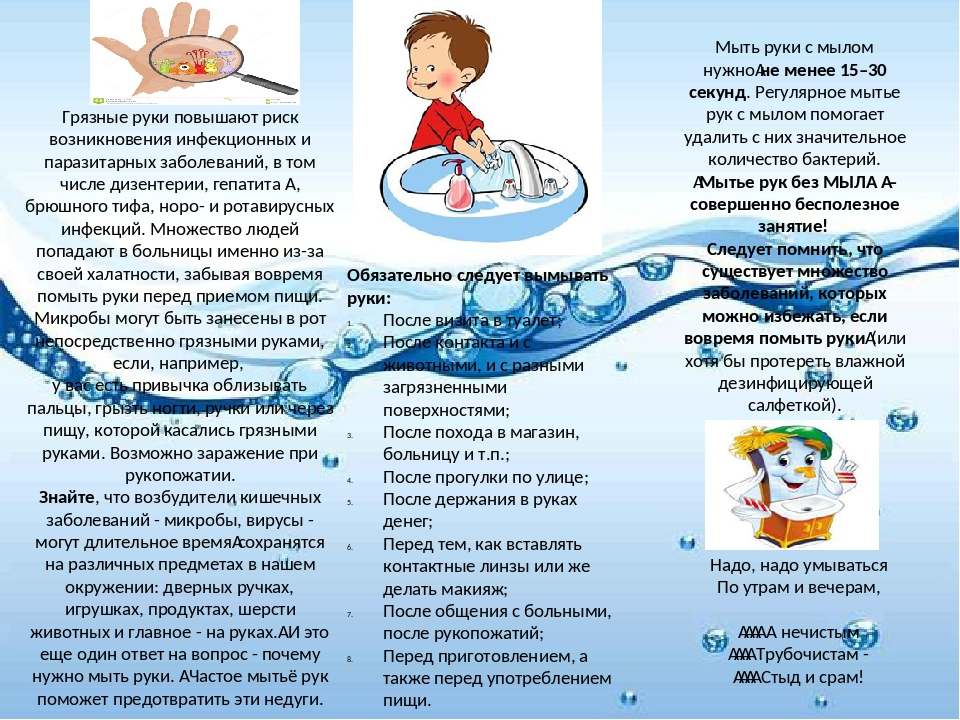 Грязные руки повышают риск
возникновения инфекционных и
паразитарных заболеваний, в том
числе дизентерии, гепатита А,
брюшного тифа, норо- и ротавирусных
инфекций. Множество людей
попадают в больницы именно из-за
своей халатности, забывая вовремя
помыть руки перед приемом пищи.
Микробы могут быть занесены в рот
непосредственно грязными руками,
если, например,
у вас есть привычка облизывать
пальцы, грызть ногти, ручки или через
пищу, которой касались грязными
руками. Возможно заражение при
рукопожатии.
Знайте, что возбудители кишечных
заболеваний - микробы, вирусы -
могут длительное времяАсохранятся
на различных предметах в нашем
окружении: дверных ручках,
игрушках, продуктах, шерсти
животных и главное - на руках.АИ это
еще один ответ на вопрос - почему
нужно мыть руки. АЧастое мытьё рук
поможет предотвратить эти недуги.
Обязательно следует вымывать
руки:
1. После визита в туалет;
2. После контакта и с
животными, и с разными
загрязненными
поверхностями;
3. После похода в магазин,
больницу и т.п.;
4. После прогулки по улице;
5. После держания в руках
денег;
6. Перед тем, как вставлять
контактные линзы или же
делать макияж;
7. После общения с больными,
после рукопожатий;
8. Перед приготовлением, а
также перед употреблением
пищи.
Мыть руки с мылом
нужноАне менее 15–30
секунд. Регулярное мытье
рук с мылом помогает
удалить с них значительное
количество бактерий.
АМытье рук без МЫЛА А–
совершенно бесполезное
занятие!
Следует помнить, что
существует множество
заболеваний, которых
можно избежать, если
вовремя помыть рукиА(или
хотя бы протереть влажной
дезинфицирующей
салфеткой).
Надо, надо умываться
По утрам и вечерам,
ААААА нечистым
ААААТрубочистам -
ААААСтыд и срам!